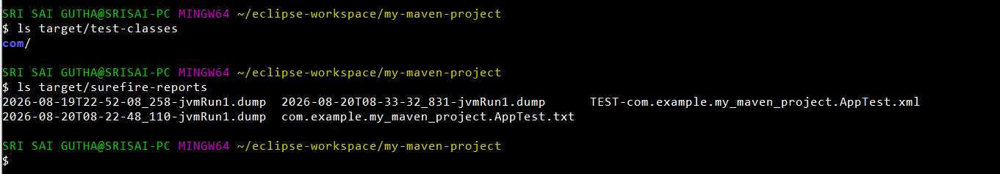 SRI SAI GUTHA@SRISAI-PC MINGW64 ~/eclipse-workspace/my-maven-project
$ ls target/test-classes
com/
SRI SAI GUTHA@SRISAI-PC MINGW64 ~/eclipse-workspace/my-maven-project
$ ls target/surefire-reports
2026-08-19T22-52-08_258-jvmRun1.dump  2026-08-20T08-33-32_831-jvmRun1.dump      TEST-com.example.my_maven_project.AppTest.xml
2026-08-20T08-22-48_110-jvmRun1.dump  com.example.my_maven_project.AppTest.txt
SRI SAI GUTHA@SRISAI-PC MINGW64 ~/eclipse-workspace/my-maven-project
$